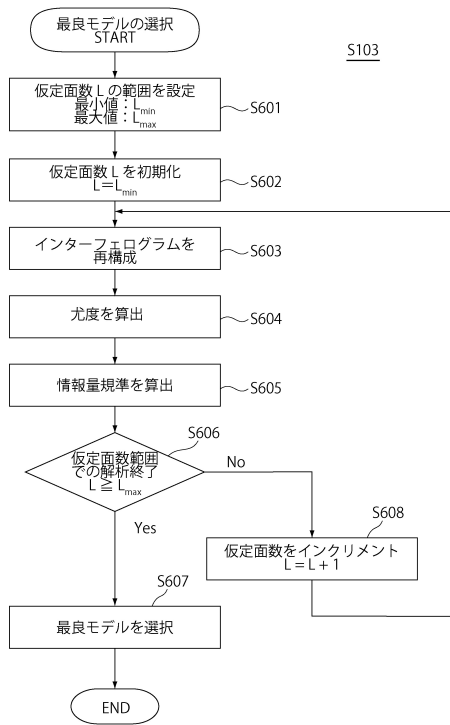 最良モデルの選択
START
S103
仮定面数 L の範囲を設定
最小値：Lmin
最大値：Lmax
S601
仮定面数 L を初期化
L＝Lmin
S602
インターフェログラムを
再構成
S603
尤度を算出
S604
情報量規準を算出
S605
S606
仮定面数範囲
での解析終了
L ≧ Lmax
No
Yes
S608
仮定面数をインクリメント
L = L + 1
S607
最良モデルを選択
END